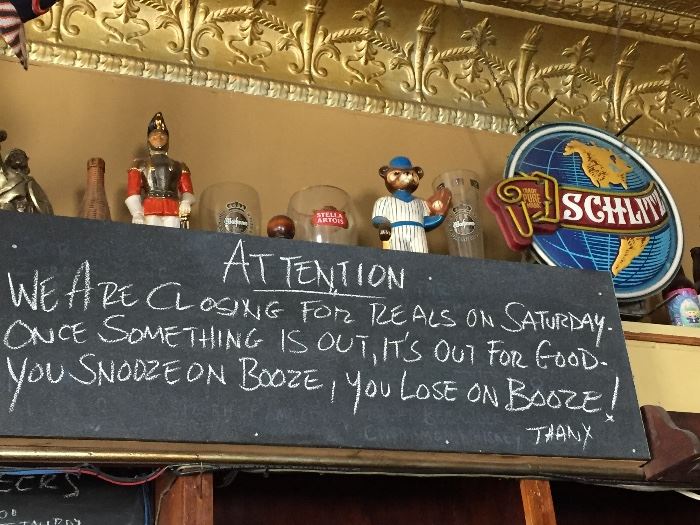 ATTENTION
WE ARE CLOSING FOR REALS ON SATURDAY.
ONCE SOMETHING IS OUT, IT'S OUT FOR GOOD.
YOU SNOOZE ON BOOZE, YOU LOSE ON BOOZE!
THANX
SCHLITZ
STELLA
ARTOIS